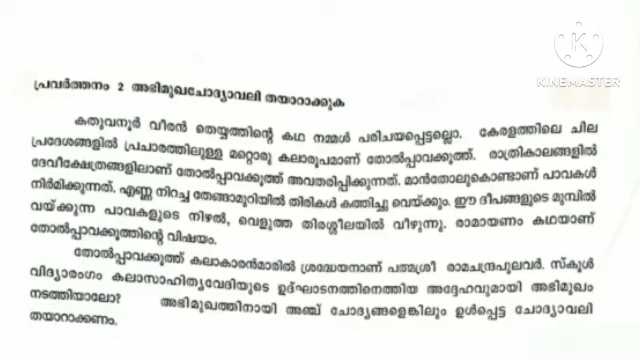 KINEMASTER
പ്രവർത്തനം 2 അഭിമുഖചോദ്യാവലി തയാറാക്കുക
കതുവനൂർ വീരൻ തെയ്യത്തിന്റെ കഥ നമ്മൾ പരിചയപ്പെട്ടല്ലൊ. കേരളത്തിലെ ചില
പ്രദേശങ്ങളിൽ പ്രചാരത്തിലുള്ള മറ്റൊരു കലാരൂപമാണ് തോൽപ്പാവക്കൂത്ത്. രാത്രികാലങ്ങളിൽ
ദേവീക്ഷേത്രങ്ങളിലാണ് തോൽപ്പാവക്കൂത്ത് അവതരിപ്പിക്കുന്നത്. മാൻതോലുകൊണ്ടാണ് പാവകൾ
നിർമിക്കുന്നത്. എണ്ണ നിറച്ച തേങ്ങാമുറിയിൽ തിരികൾ കത്തിച്ചു വെയ്ക്കും. ഈ ദീപങ്ങളുടെ മുമ്പിൽ
വയ്ക്കുന്ന പാവകളുടെ നിഴൽ, വെളുത്ത തിരശ്ശീലയിൽ വീഴുന്നു. രാമായണം കഥയാണ്
തോൽപ്പാവക്കൂത്തിന്റെ വിഷയം.
തോൽപ്പാവക്കൂത്ത് കലാകാരൻമാരിൽ ശ്രദ്ധേയനാണ് പത്മശ്രീ രാമചന്ദ്രപുലവർ. സ്കൂൾ
വിദ്യാരംഗം കലാസാഹിത്യവേദിയുടെ ഉദ്ഘാടനത്തിനെത്തിയ അദ്ദേഹവുമായി അഭിമുഖം
നടത്തിയാലോ? അഭിമുഖത്തിനായി അഞ്ച് ചോദ്യങ്ങളെങ്കിലും ഉൾപ്പെട്ട ചോദ്യാവലി
തയാറാക്കണം.